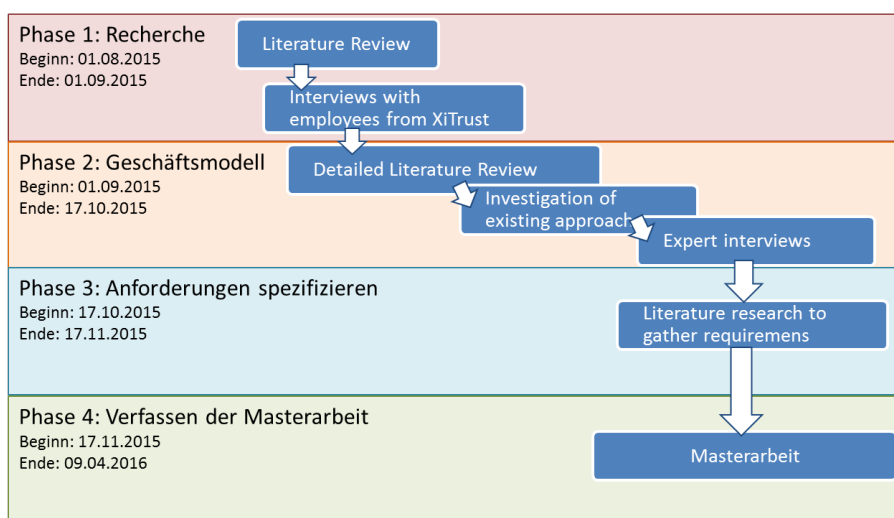 Phase 1: Recherche
Beginn: 01.08.2015
Ende: 01.09.2015
Literature Review
Interviews with
employees from XiTrust
Phase 2: Geschäftsmodell
Beginn: 01.09.2015
Ende: 17.10.2015
Detailed Literature Review
Investigation of
existing approach
Expert interviews
Phase 3: Anforderungen spezifizieren
Beginn: 17.10.2015
Ende: 17.11.2015
Literature research to
gather requiremens
Phase 4: Verfassen der Masterarbeit
Beginn: 17.11.2015
Ende: 09.04.2016
Masterarbeit